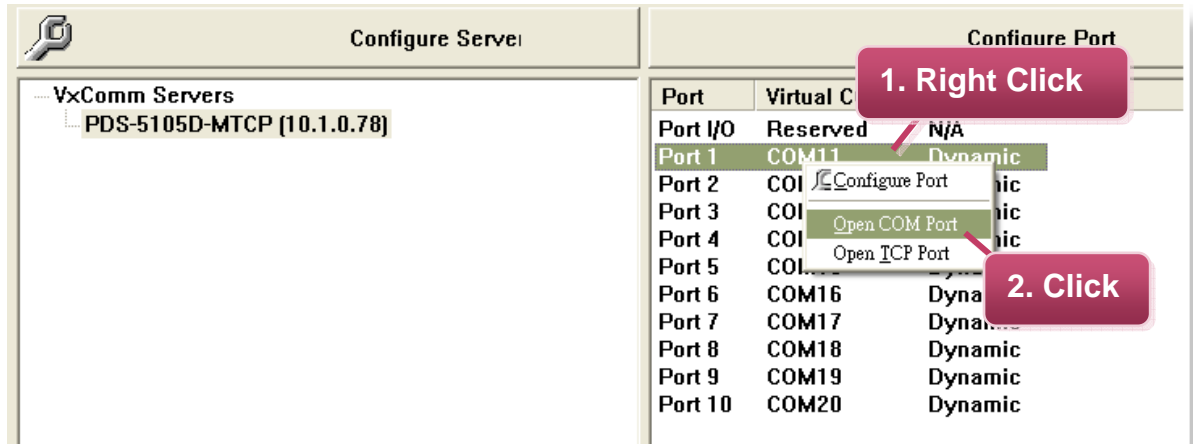 Configure Server
Configure Port
VxComm Servers
PDS-5105D-MTCP (10.1.0.78)
Port Virtual
Port I/O Reserved N/A
Port 1 COM11 Dynamic
Port 2
Port 3
Port 4
Port 5
Port 6 COM16
Port 7 COM17
Port 8 COM18 Dynamic
Port 9 COM19 Dynamic
Port 10 COM20 Dynamic
Configure Port
Open COM Port
Open TCP Port
1. Right Click
2. Click